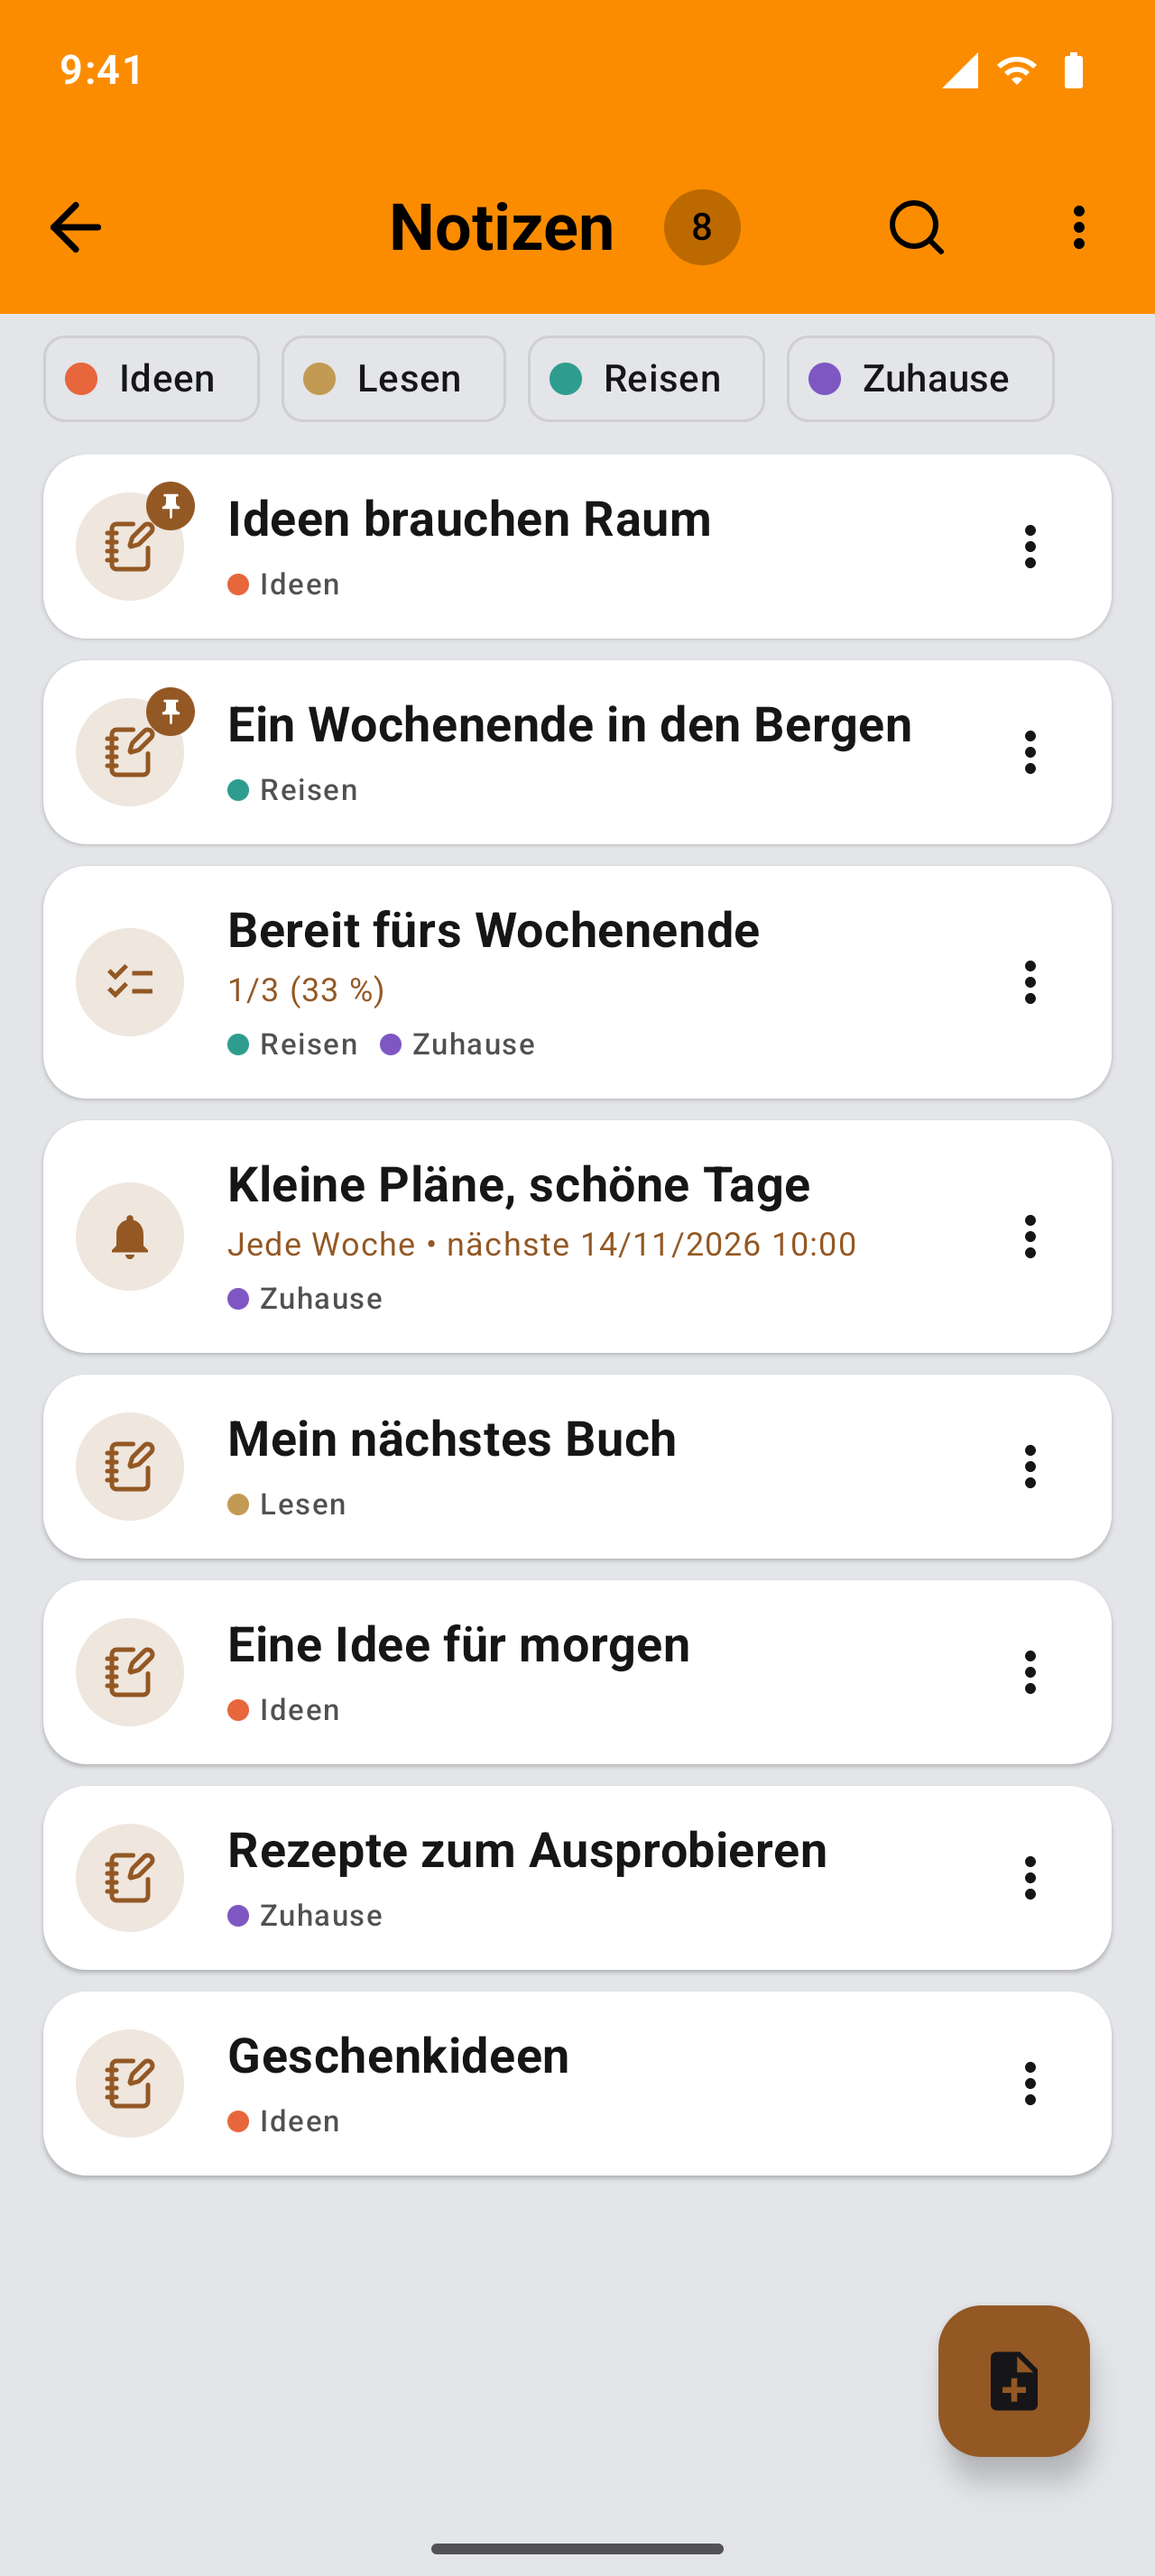 9:41
Notizen 8
Ideen Lesen Reisen Zuhause
Ideen brauchen Raum
Ideen
Ein Wochenende in den Bergen
Reisen
Bereit fürs Wochenende
1/3 (33 %)
Reisen Zuhause
Kleine Pläne, schöne Tage
Jede Woche • nächste 14/11/2026 10:00
Zuhause
Mein nächstes Buch
Lesen
Eine Idee für morgen
Ideen
Rezepte zum Ausprobieren
Zuhause
Geschenkideen
Ideen